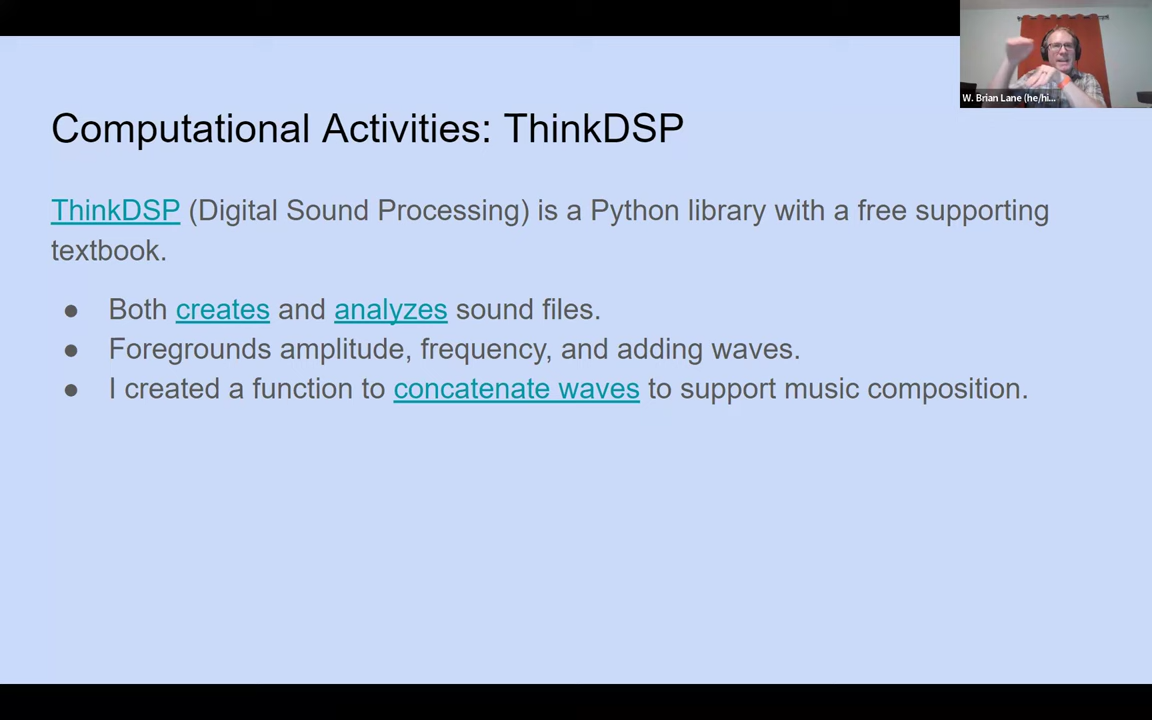 W. Brian Lane (he/hi...
Computational Activities: ThinkDSP
ThinkDSP (Digital Sound Processing) is a Python library with a free supporting
textbook.
● Both creates and analyzes sound files.
● Foregrounds amplitude, frequency, and adding waves.
● I created a function to concatenate waves to support music composition.